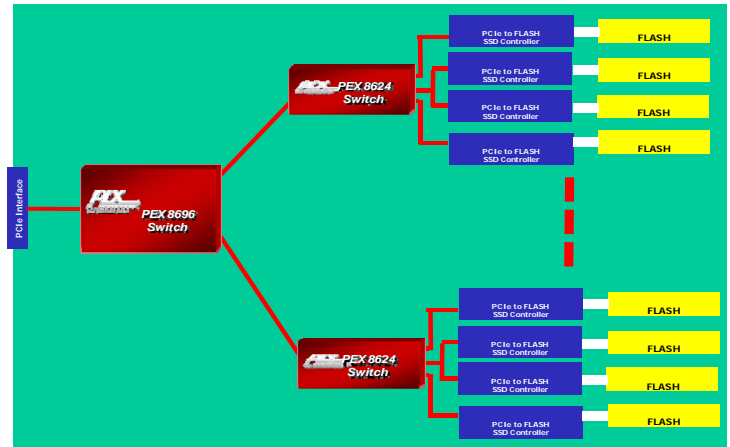 PCIe to FLASH
SSD Controller
FLASH
PCIe to FLASH
SSD Controller
FLASH
PEX 8624
Switch
PCIe to FLASH
SSD Controller
FLASH
PCIe to FLASH
SSD Controller
FLASH
PCIe Interface
PEX
PEX 8696
Switch
PCIe to FLASH
SSD Controller
FLASH
PCIe to FLASH
SSD Controller
FLASH
PEX 8624
Switch
PCIe to FLASH
SSD Controller
FLASH
PCIe to FLASH
SSD Controller
FLASH